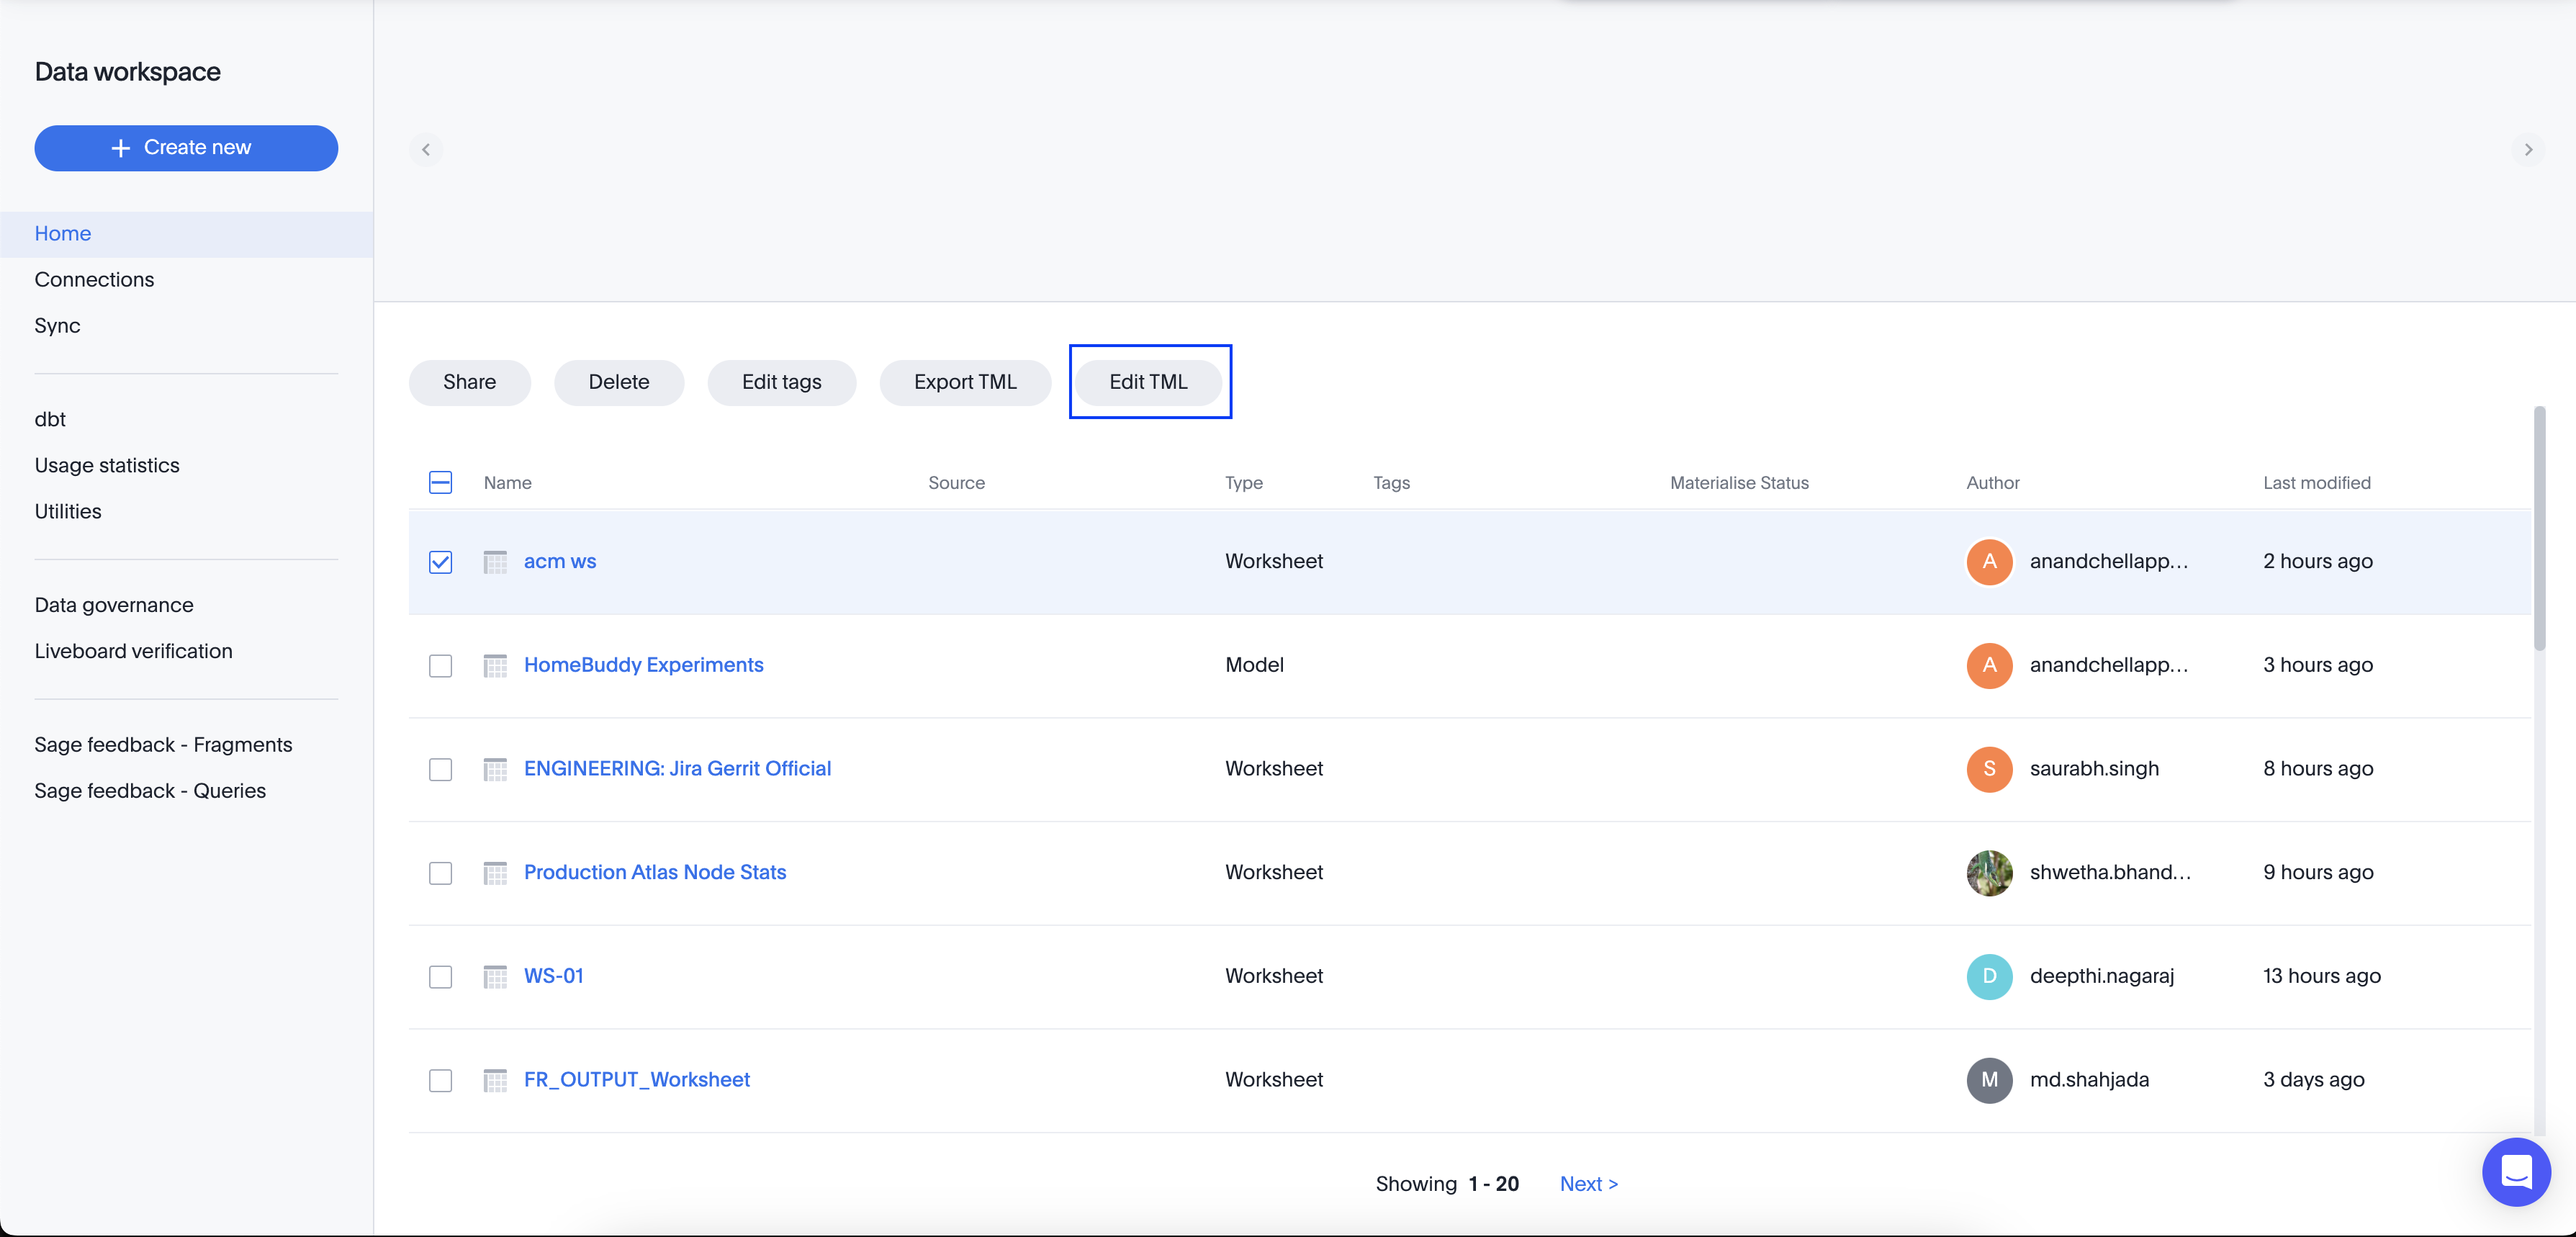 Data workspace
Create new
Home
Connections
Sync
dbt
Usage statistics
Utilities
Data governance
Liveboard verification
Sage feedback - Fragments
Sage feedback - Queries
Share Delete Edit tags Export TML Edit TML
Name Source Type Tags Materialise Status Author Last modified
acm ws Worksheet A anandchellapp... 2 hours ago
HomeBuddy Experiments Model A anandchellapp... 3 hours ago
ENGINEERING: Jira Gerrit Official Worksheet S saurabh.singh 8 hours ago
Production Atlas Node Stats Worksheet shwetha.bhand... 9 hours ago
WS-01 Worksheet D deepthi.nagaraj 13 hours ago
FR_OUTPUT_Worksheet Worksheet M md.shahjada 3 days ago
Showing 1 - 20 Next >